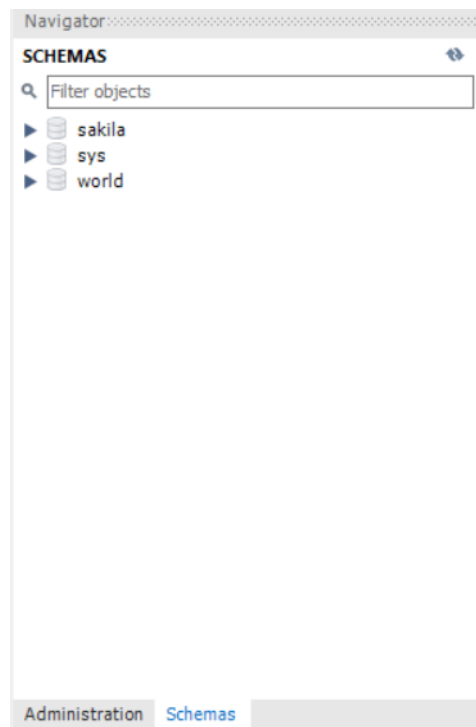 Navigator
SCHEMAS
Filter objects
sakila
sys
world
Administration Schemas